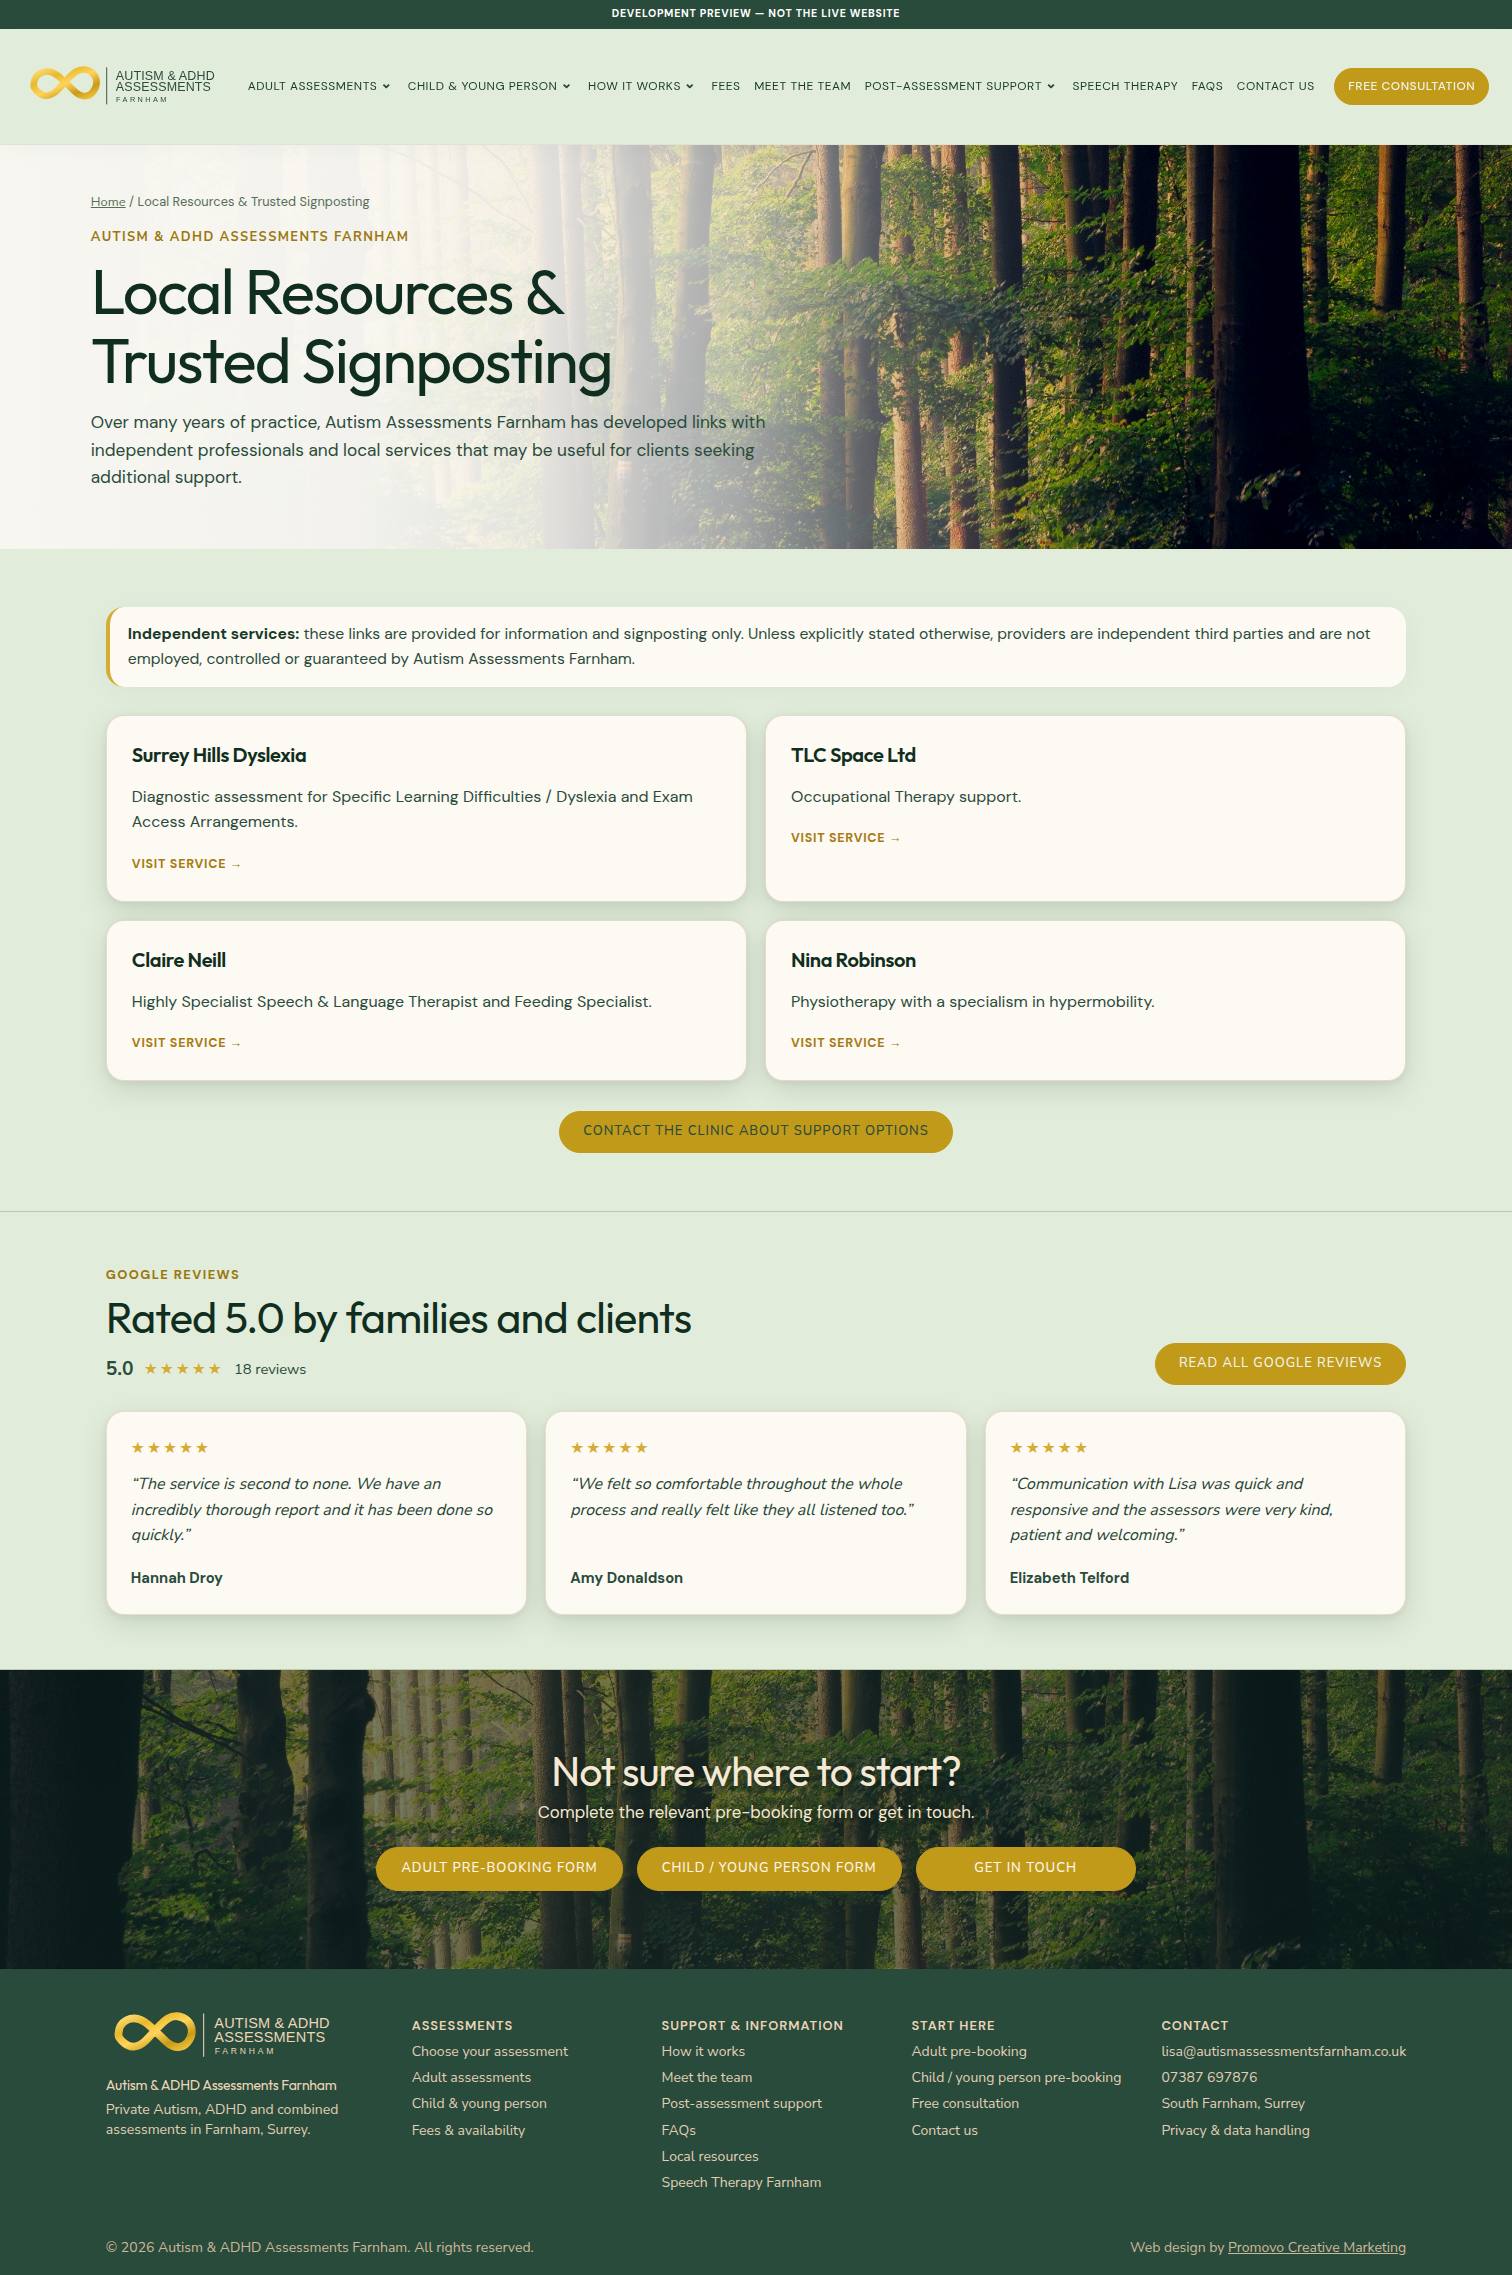 DEVELOPMENT PREVIEW — NOT THE LIVE WEBSITE
AUTISM & ADHD
ASSESSMENTS
FARNHAM
ADULT ASSESSMENTS
CHILD & YOUNG PERSON
HOW IT WORKS
FEES
MEET THE TEAM
POST-ASSESSMENT SUPPORT
SPEECH THERAPY
FAQS
CONTACT US
FREE CONSULTATION
Home / Local Resources & Trusted Signposting
AUTISM & ADHD ASSESSMENTS FARNHAM
Local Resources &
Trusted Signposting
Over many years of practice, Autism Assessments Farnham has developed links with
independent professionals and local services that may be useful for clients seeking
additional support.
Independent services: these links are provided for information and signposting only. Unless explicitly stated otherwise, providers are independent third parties and are not
employed, controlled or guaranteed by Autism Assessments Farnham.
Surrey Hills Dyslexia
Diagnostic assessment for Specific Learning Difficulties / Dyslexia and Exam
Access Arrangements.
VISIT SERVICE →
TLC Space Ltd
Occupational Therapy support.
VISIT SERVICE →
Claire Neill
Highly Specialist Speech & Language Therapist and Feeding Specialist.
VISIT SERVICE →
Nina Robinson
Physiotherapy with a specialism in hypermobility.
VISIT SERVICE →
CONTACT THE CLINIC ABOUT SUPPORT OPTIONS
GOOGLE REVIEWS
Rated 5.0 by families and clients
5.0 ★★★★★ 18 reviews
READ ALL GOOGLE REVIEWS
★★★★★
“The service is second to none. We have an
incredibly thorough report and it has been done so
quickly.”
Hannah Droy
★★★★★
“We felt so comfortable throughout the whole
process and really felt like they all listened too.”
Amy Donaldson
★★★★★
“Communication with Lisa was quick and
responsive and the assessors were very kind,
patient and welcoming.”
Elizabeth Telford
Not sure where to start?
Complete the relevant pre-booking form or get in touch.
ADULT PRE-BOOKING FORM
CHILD / YOUNG PERSON FORM
GET IN TOUCH
AUTISM & ADHD
ASSESSMENTS
FARNHAM
Autism & ADHD Assessments Farnham
Private Autism, ADHD and combined
assessments in Farnham, Surrey.
ASSESSMENTS
Choose your assessment
Adult assessments
Child & young person
Fees & availability
SUPPORT & INFORMATION
How it works
Meet the team
Post-assessment support
FAQs
Local resources
Speech Therapy Farnham
START HERE
Adult pre-booking
Child / young person pre-booking
Free consultation
Contact us
CONTACT
lisa@autismassessmentsfarnham.co.uk
07387 697876
South Farnham, Surrey
Privacy & data handling
© 2026 Autism & ADHD Assessments Farnham. All rights reserved.
Web design by Promovo Creative Marketing